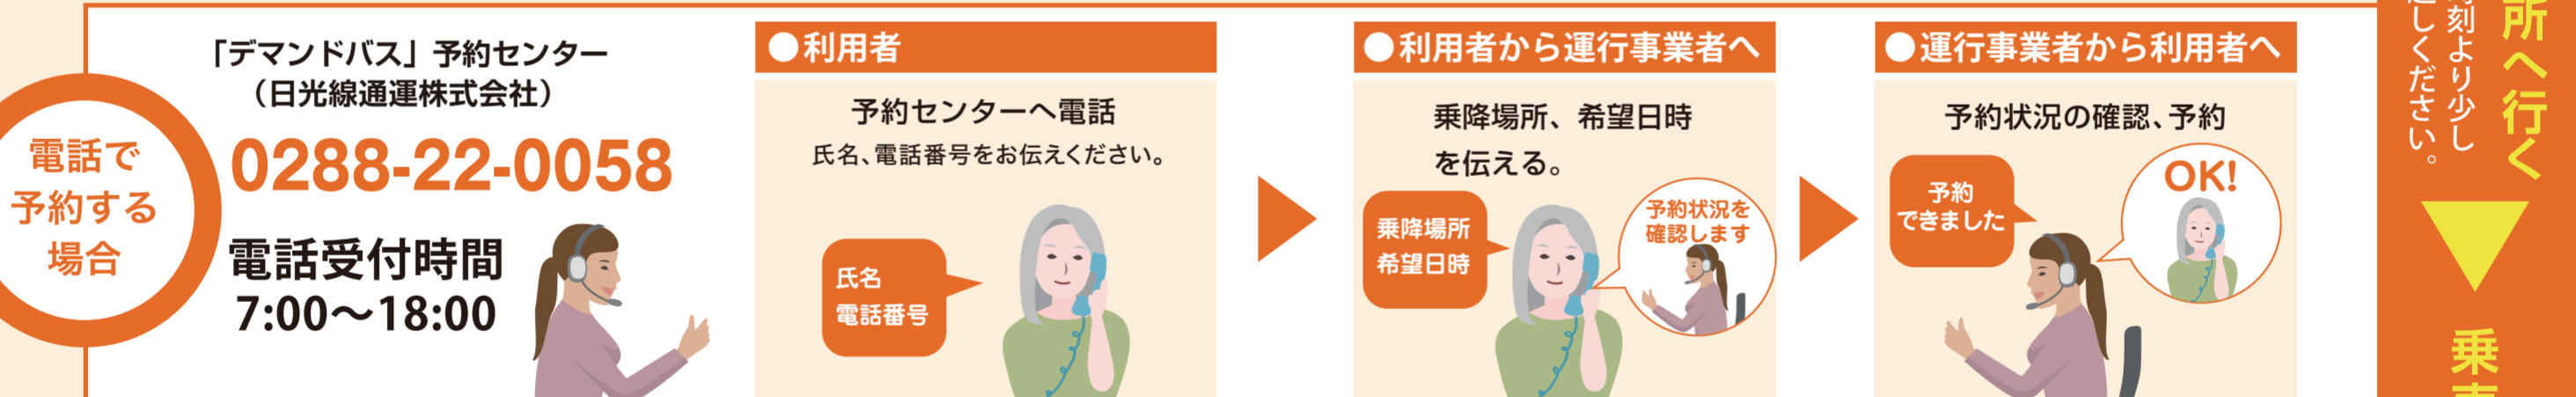 電話で
予約する
場合
「デマンドバス」予約センター
（日光線通運株式会社）
0288-22-0058
電話受付時間
7:00～18:00
●利用者
予約センターへ電話
氏名、電話番号をお伝えください。
氏名
電話番号
●利用者から運行事業者へ
乗降場所、希望日時
を伝える。
乗降場所
希望日時
予約状況を
確認します
●運行事業者から利用者へ
予約状況の確認、予約
予約
できました
OK!
所へ行く
刻より少し
しください。
乗